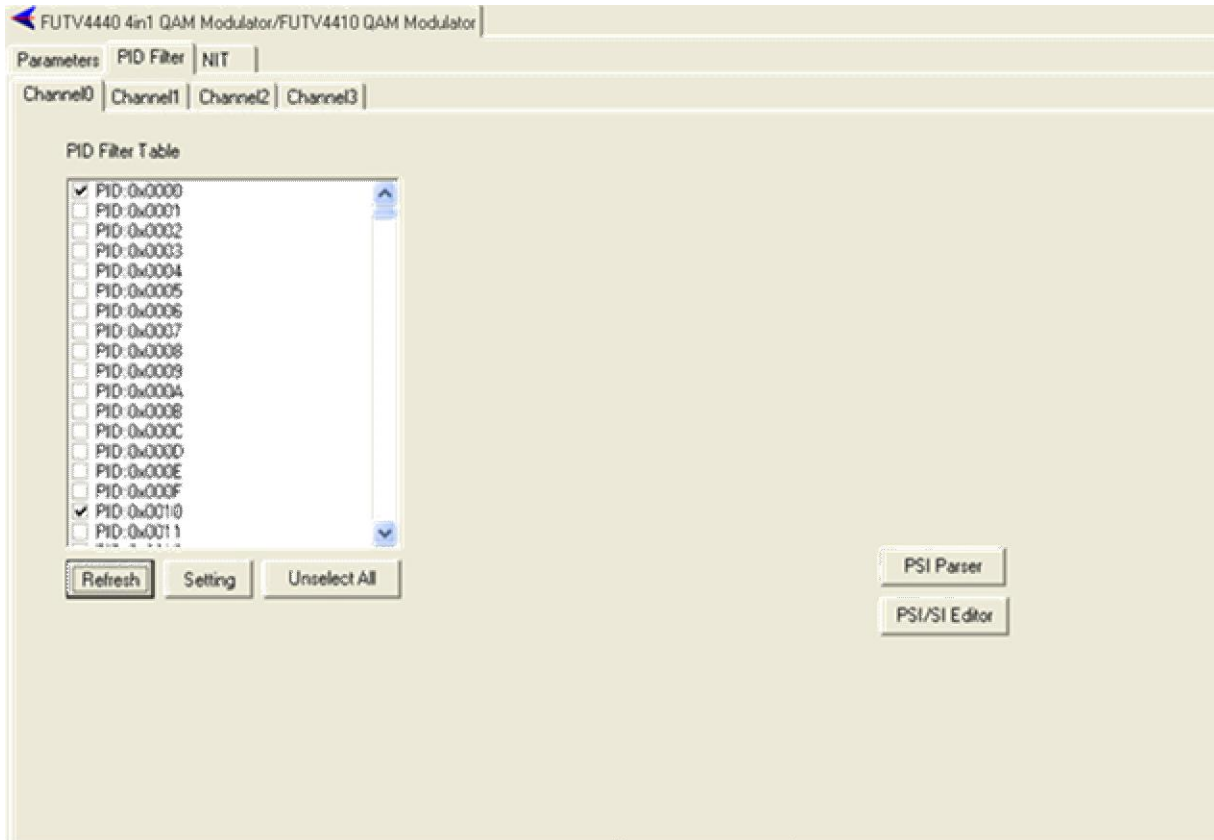 FUTV4440 4in1 QAM Modulator/FUTV4410 QAM Modulator
Parameters PID Filter NIT
Channel0 Channel1 Channel2 Channel3
PID Filter Table
PID:0x0000
PID:0x0001
PID:0x0002
PID:0x0003
PID:0x0004
PID:0x0005
PID:0x0006
PID:0x0007
PID:0x0008
PID:0x0009
PID:0x000A
PID:0x000B
PID:0x000C
PID:0x000D
PID:0x000E
PID:0x000F
PID:0x0010
PID:0x0011
Refresh Setting Unselect All
PSI Parser
PSI/SI Editor